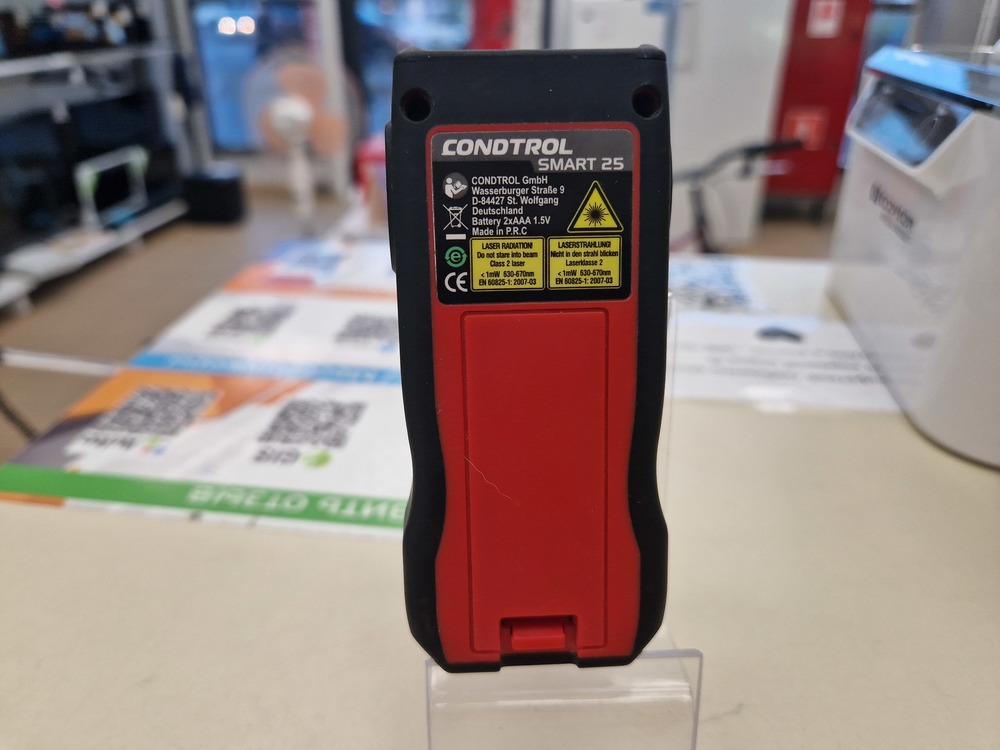 CONDTROL
SMART 25
CONDTROL GmbH
Wasserburger Straße 9
D-84427 St. Wolfgang
Deutschland
Battery 2xAAA 1.5V
Made in P.R.C
LASER RADIATION!
Do not stare into beam
Class 2 laser
<1mW 630-670nm
EN 60825-1: 2007-03
LASERSTRAHLUNG!
Nicht in den strahl blicken
Laserklasse 2
<1mW 630-670nm
EN 60825-1: 2007-03
e
CE
ВИТЬ ОТЗЫВ